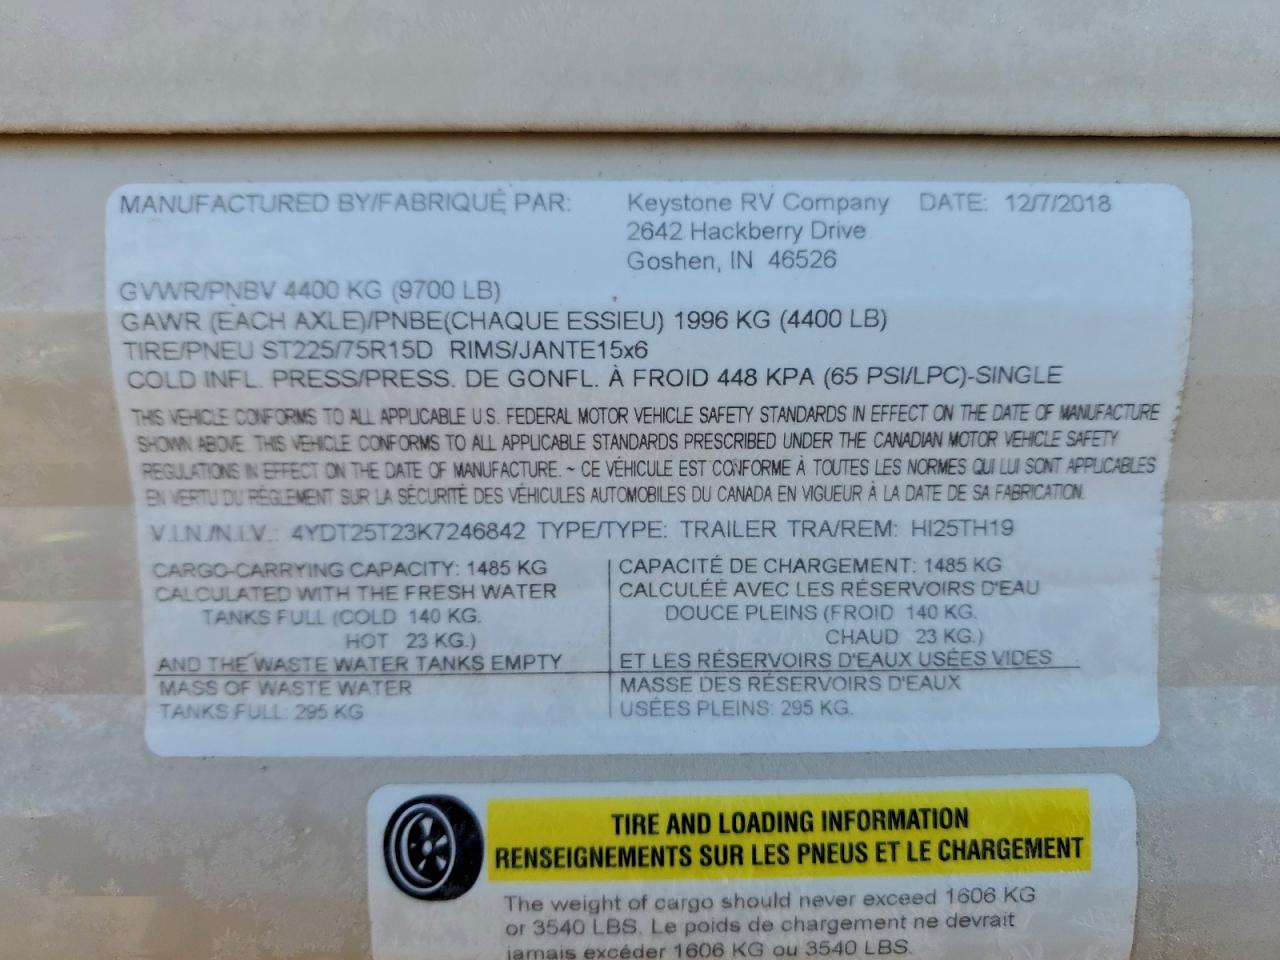 MANUFACTURED BY/FABRIQUÉ PAR: Keystone RV Company DATE: 12/7/2018
2642 Hackberry Drive
Goshen, IN 46526
GVWR/PNBV 4400 KG (9700 LB)
GAWR (EACH AXLE)/PNBE(CHAQUE ESSIEU) 1996 KG (4400 LB)
TIRE/PNEU ST225/75R15D RIMS/JANTE15x6
COLD INFL. PRESS/PRESS. DE GONFL. À FROID 448 KPA (65 PSI/LPC)-SINGLE
THIS VEHICLE CONFORMS TO ALL APPLICABLE U.S. FEDERAL MOTOR VEHICLE SAFETY STANDARDS IN EFFECT ON THE DATE OF MANUFACTURE
SHOWN ABOVE. THIS VEHICLE CONFORMS TO ALL APPLICABLE STANDARDS PRESCRIBED UNDER THE CANADIAN MOTOR VEHICLE SAFETY
REGULATIONS IN EFFECT ON THE DATE OF MANUFACTURE. ~ CE VÉHICULE EST CONFORME À TOUTES LES NORMES QUI LUI SONT APPLICABLES
EN VERTU DU RÉGLEMENT SUR LA SÉCURITÉ DES VÉHICULES AUTOMOBILES DU CANADA EN VIGUEUR À LA DATE DE SA FABRICATION.
V.I.N./N.I.V.: 4YDT25T23K7246842 TYPE/TYPE: TRAILER TRA/REM: HI25TH19
CARGO-CARRYING CAPACITY: 1485 KG
CALCULATED WITH THE FRESH WATER
TANKS FULL (COLD 140 KG.
HOT 23 KG.)
AND THE WASTE WATER TANKS EMPTY
MASS OF WASTE WATER
TANKS FULL: 295 KG
CAPACITÉ DE CHARGEMENT: 1485 KG
CALCULÉÉ AVEC LES RÉSERVOIRS D'EAU
DOUCE PLEINS (FROID 140 KG.
CHAUD 23 KG.)
ET LES RÉSERVOIRS D'EAUX USÉES VIDES
MASSE DES RÉSERVOIRS D'EAUX
USÉES PLEINS: 295 KG.
TIRE AND LOADING INFORMATION
RENSEIGNEMENTS SUR LES PNEUS ET LE CHARGEMENT
The weight of cargo should never exceed 1606 KG
or 3540 LBS. Le poids de chargement ne devrait
jamais excéder 1606 KG ou 3540 LBS.